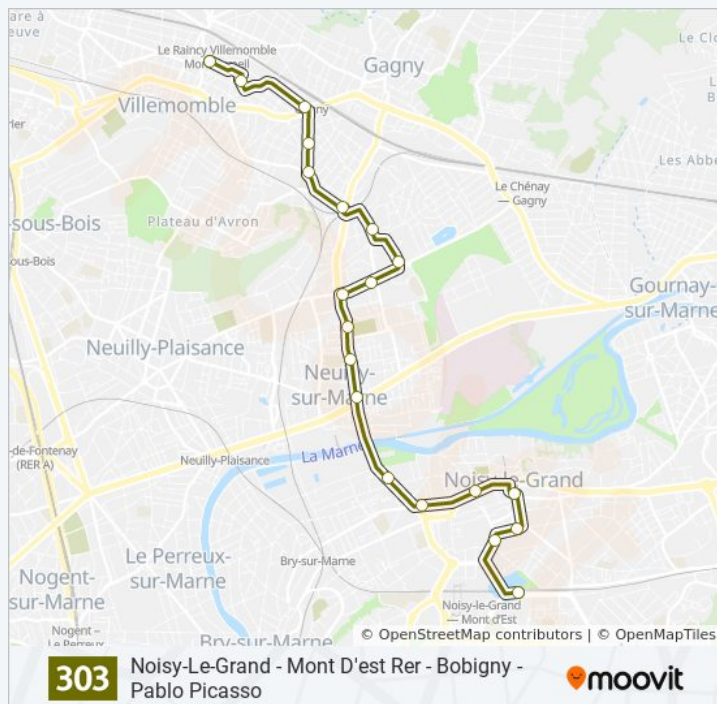 Le Raincy Villemomble
Gagny
Villemomble
Les Abbe
Le Chénay
— Gagny
Plateau d'Avron
-sous-Bois
ous-Bois
Gournay-
sur-Marne
Neuilly-Plaisance
Neuilly-
sur-Marne
de-Fontenay
(RER A)
Neuilly-Plaisance
La Marne
Noisy-le-Grand
Le Perreux-
sur-Marne
Bry-sur-Marne
Nogent-
sur-Marne
Noisy-le-Grand
— Mont d'Est
Nogent –
Le Perreux
Bry-sur-Marne
© OpenStreetMap contributors | © OpenMapTiles
303
Noisy-Le-Grand - Mont D'est Rer - Bobigny -
Pablo Picasso
moovit